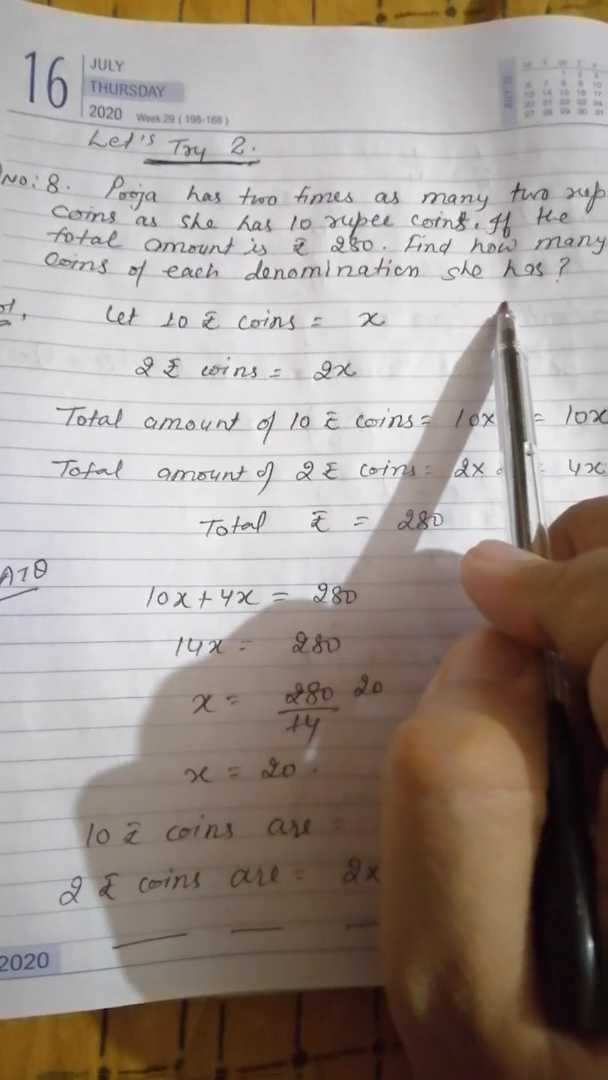 16 JULY
THURSDAY
2020 Week 29 (198-168)
Let's Try 2.
No: 8. Pooja has two times as many two rup
coins as she has 10 rupee coins. If the
total amount is ₹ 280. Find how many
Coins of each denomination she has?
Let 10 ₹ coins = x
2 ₹ coins = 2x
Total amount of 10 ₹ coins = 10x = 10x
Total amount of 2 ₹ coins = 2x = 4x
Total ₹ = 280
ATQ
10x + 4x = 280
14x = 280
x = 280/14 20
x = 20.
10 ₹ coins are =
2 ₹ coins are = 2x
2020